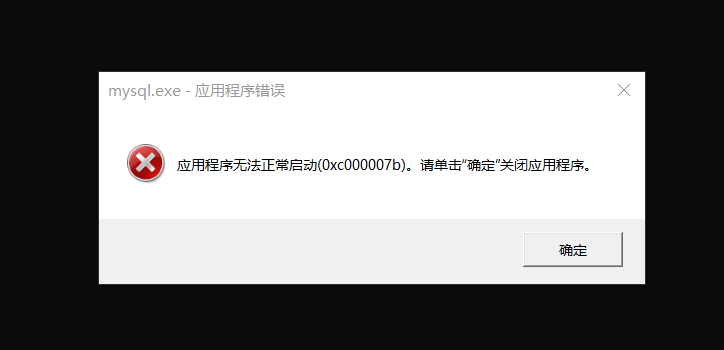 mysql.exe - 应用程序错误
应用程序无法正常启动(0xc000007b)。请单击"确定"关闭应用程序。
确定